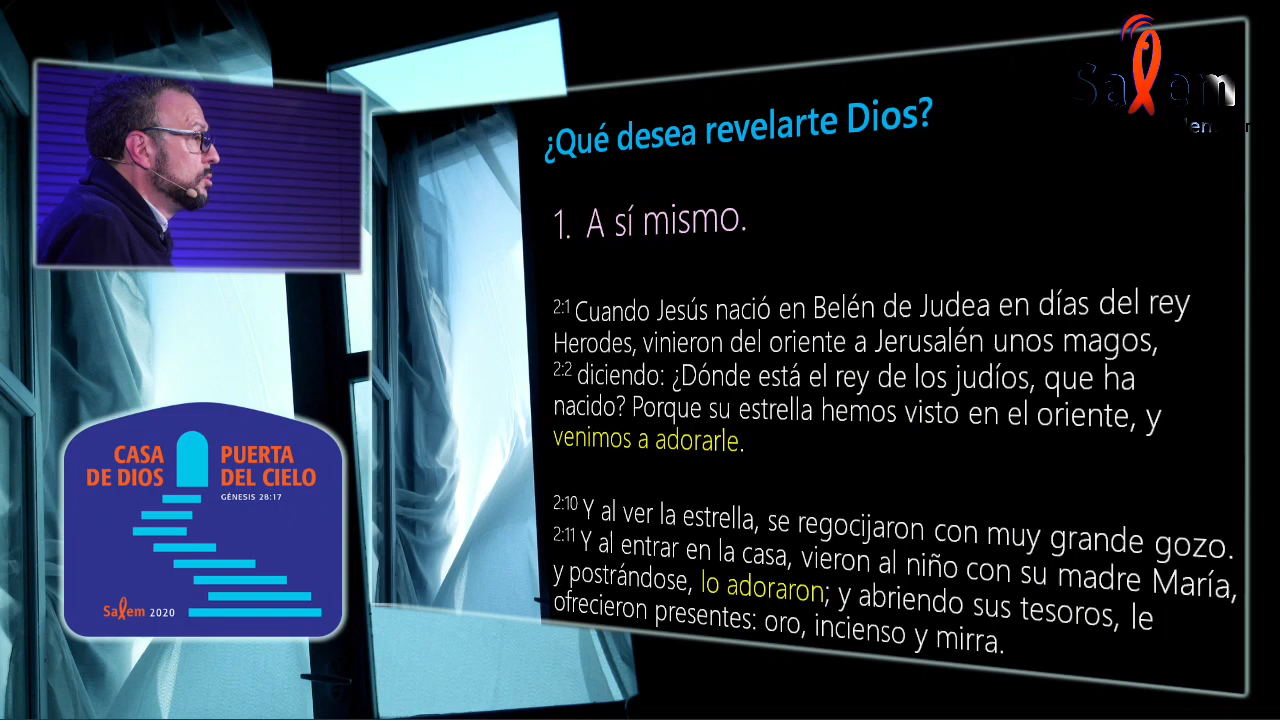 Salem
¿Qué desea revelarte Dios?
1. A sí mismo.
2:1 Cuando Jesús nació en Belén de Judea en días del rey
Herodes, vinieron del oriente a Jerusalén unos magos,
2:2 diciendo: ¿Dónde está el rey de los judíos, que ha
nacido? Porque su estrella hemos visto en el oriente, y
venimos a adorarle.
2:10 Y al ver la estrella, se regocijaron con muy grande gozo.
2:11 Y al entrar en la casa, vieron al niño con su madre María,
y postrándose, lo adoraron; y abriendo sus tesoros, le
ofrecieron presentes: oro, incienso y mirra.
CASA
DE DIOS
PUERTA
DEL CIELO
GÉNESIS 28:17
Salem 2020